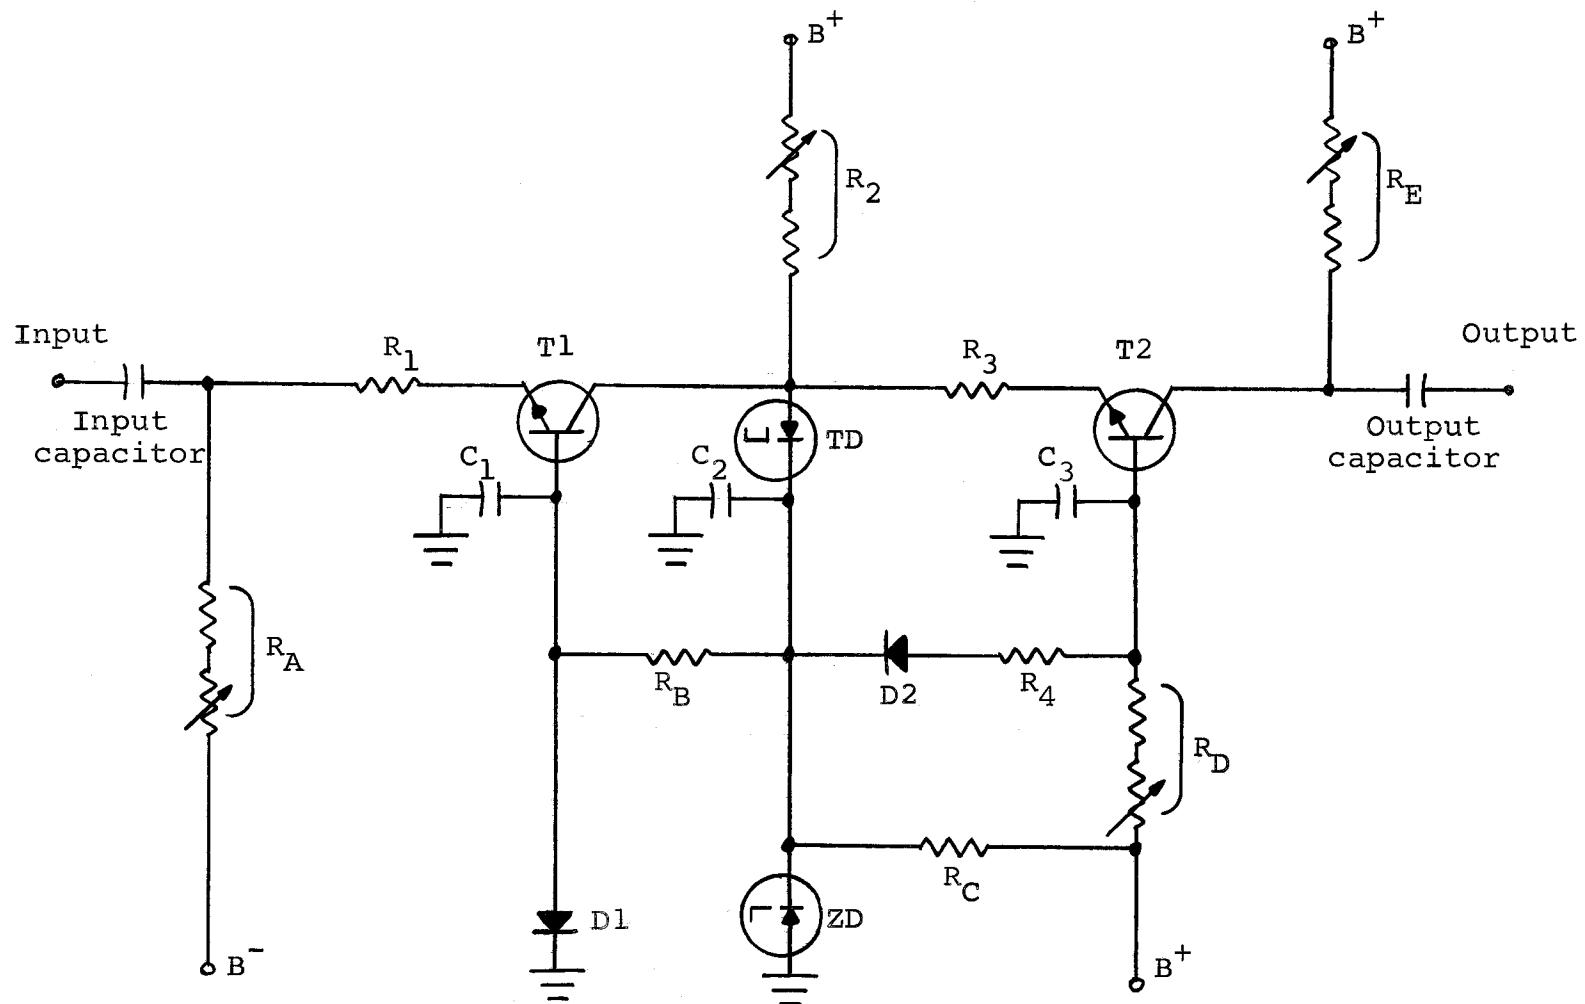 B+
B+
R2
RE
Input
R1
T1
R3
T2
Output
Input
capacitor
TD
Output
capacitor
C1
C2
C3
RA
RB
D2
R4
RD
RC
D1
ZD
B-
B+